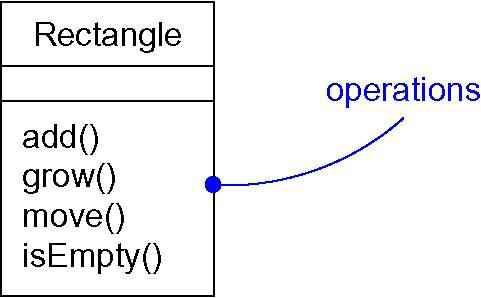 Rectangle
operations
add()
grow()
move()
isEmpty()